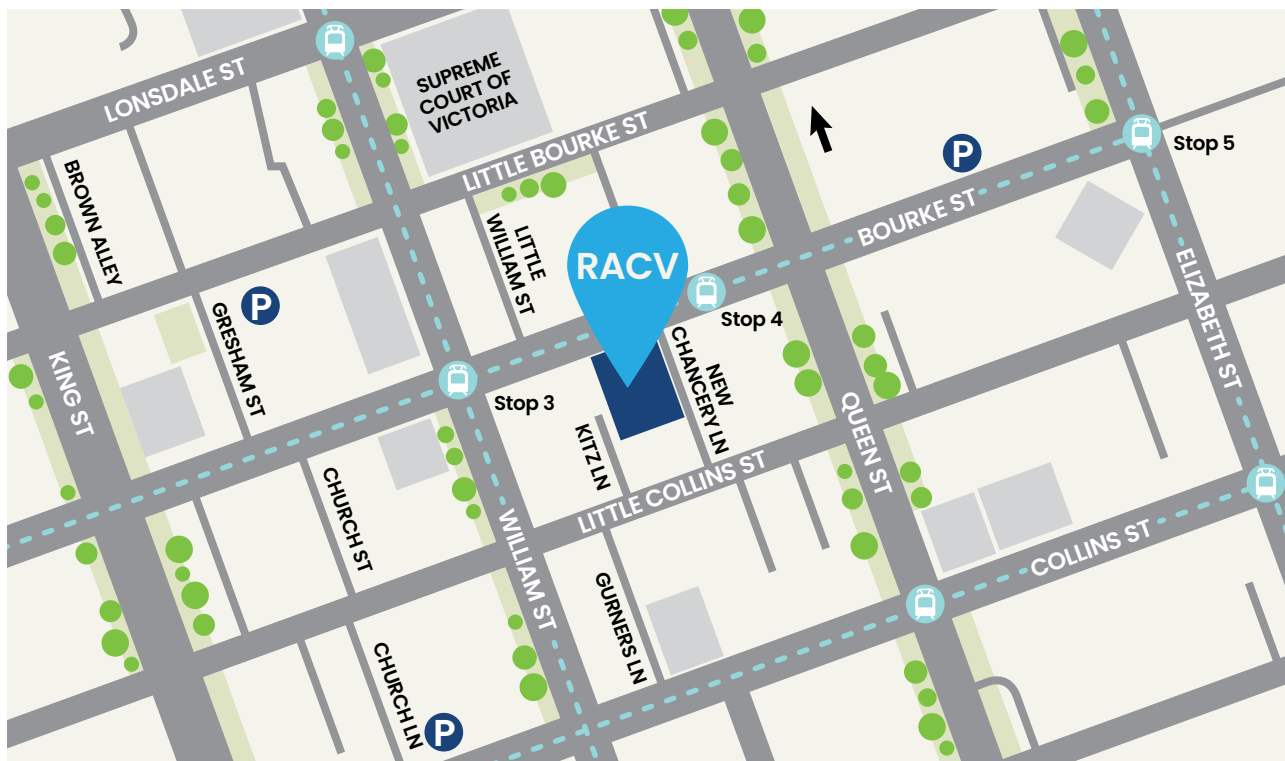 LONSDALE ST
SUPREME
COURT OF
VICTORIA
LITTLE BOURKE ST
P
Stop 5
BROWN ALLEY
LITTLE
WILLIAM ST
BOURKE ST
RACV
P
GRESHAM ST
Stop 4
ELIZABETH ST
KING ST
NEW
CHANCERY LN
Stop 3
QUEEN ST
KITZ LN
LITTLE COLLINS ST
CHURCH ST
WILLIAM ST
COLLINS ST
GURNERS LN
CHURCH LN
P